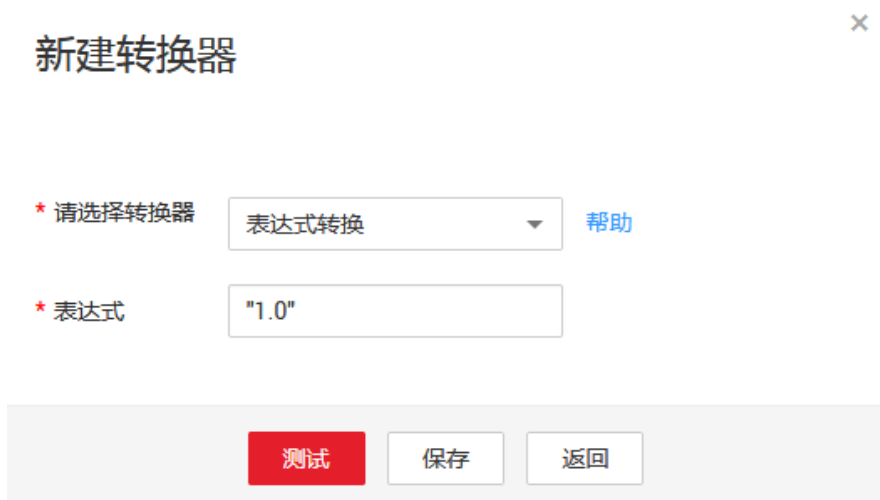 ×
新建转换器
* 请选择转换器 表达式转换 帮助
* 表达式 "1.0"
测试 保存 返回